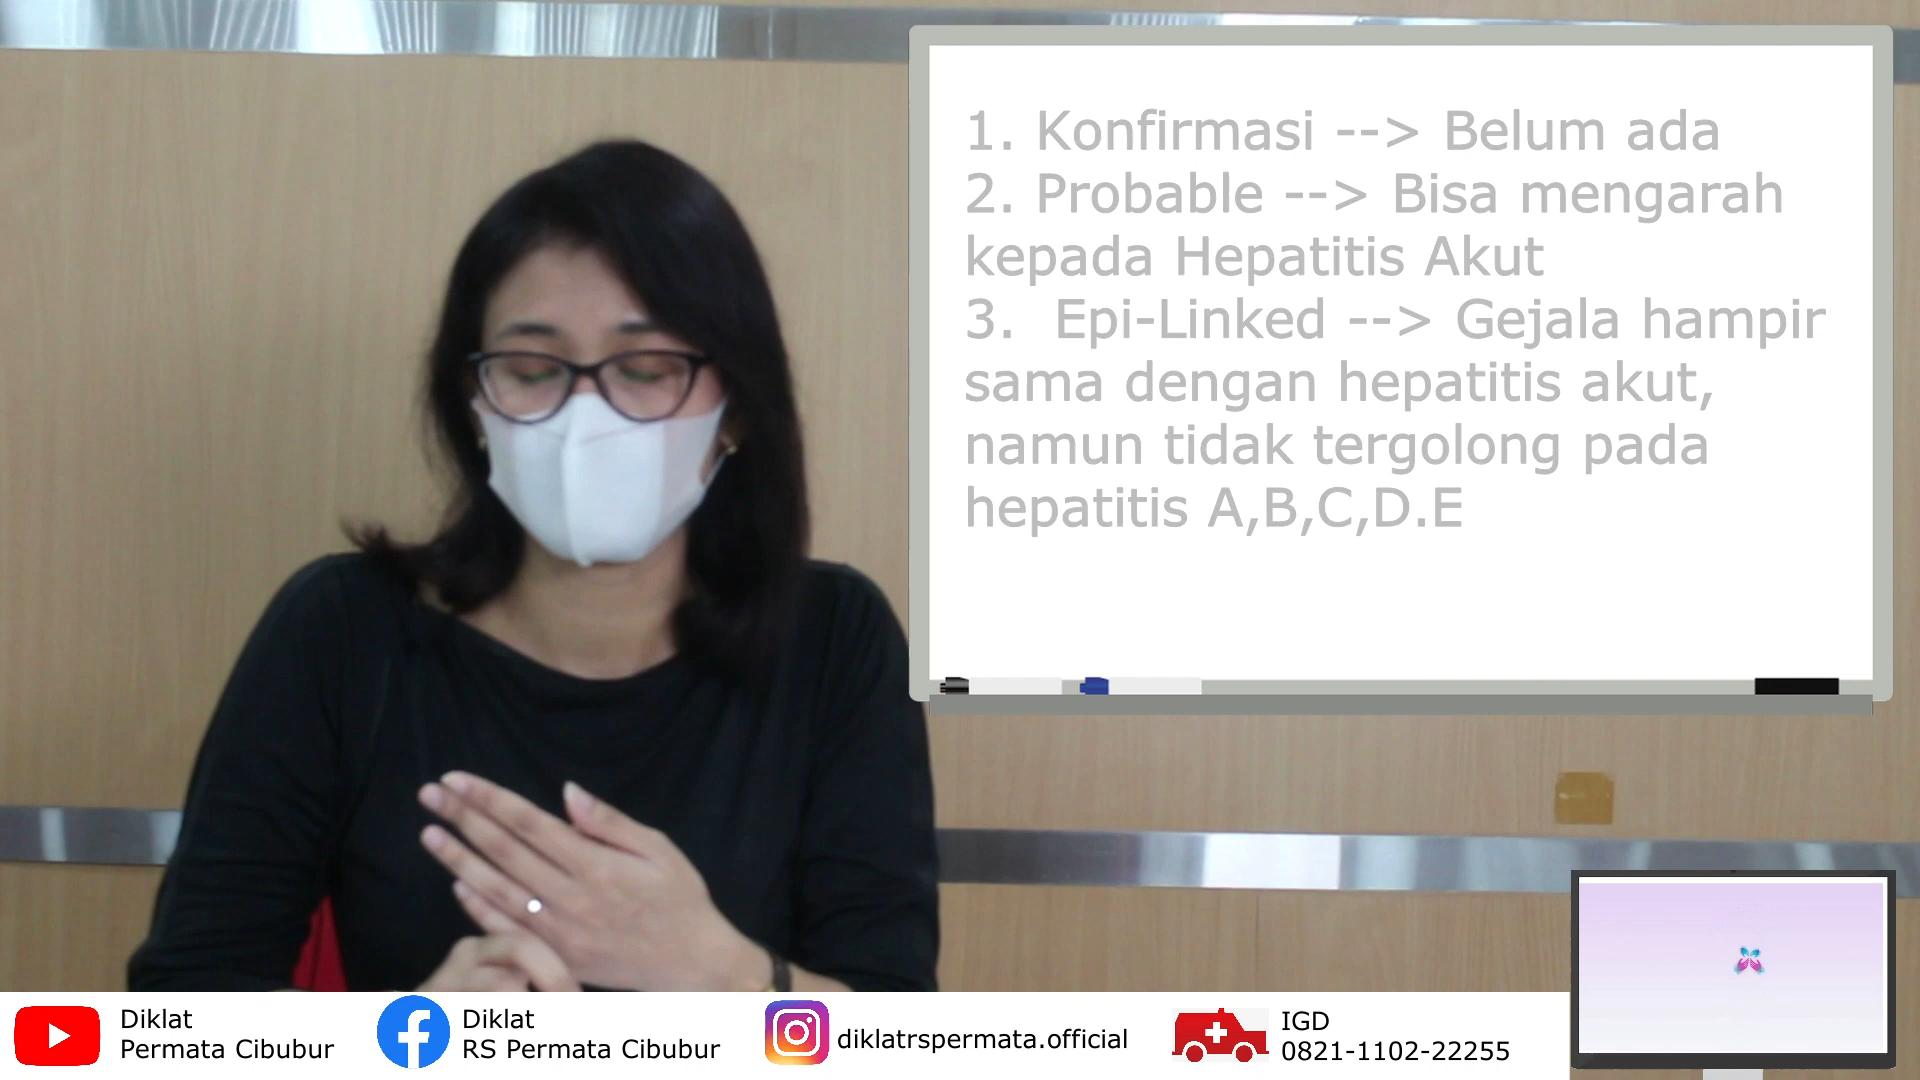 1. Konfirmasi --> Belum ada
2. Probable --> Bisa mengarah
kepada Hepatitis Akut
3.  Epi-Linked --> Gejala hampir
sama dengan hepatitis akut,
namun tidak tergolong pada
hepatitis A,B,C,D.E
Diklat
Permata Cibubur
Diklat
RS Permata Cibubur
diklatrspermata.official
IGD
0821-1102-22255